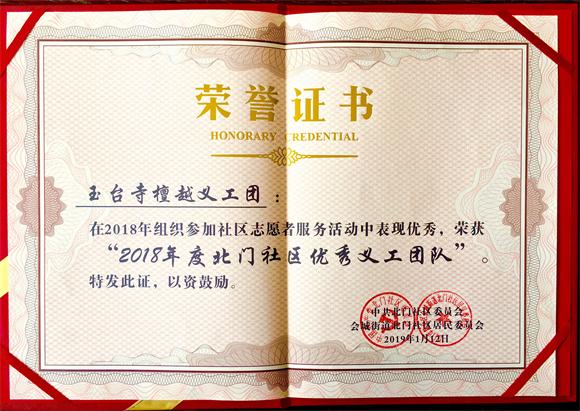 荣誉证书
HONORARY CREDENTIAL
玉台寺檀越义工团：
在2018年组织参加社区志愿者服务活动中表现优秀，荣获
“2018年度北门社区优秀义工团队”。
特发此证，以资鼓励。
中共北门社区委员会
会城街道北门社区居民委员会
2019年1月12日